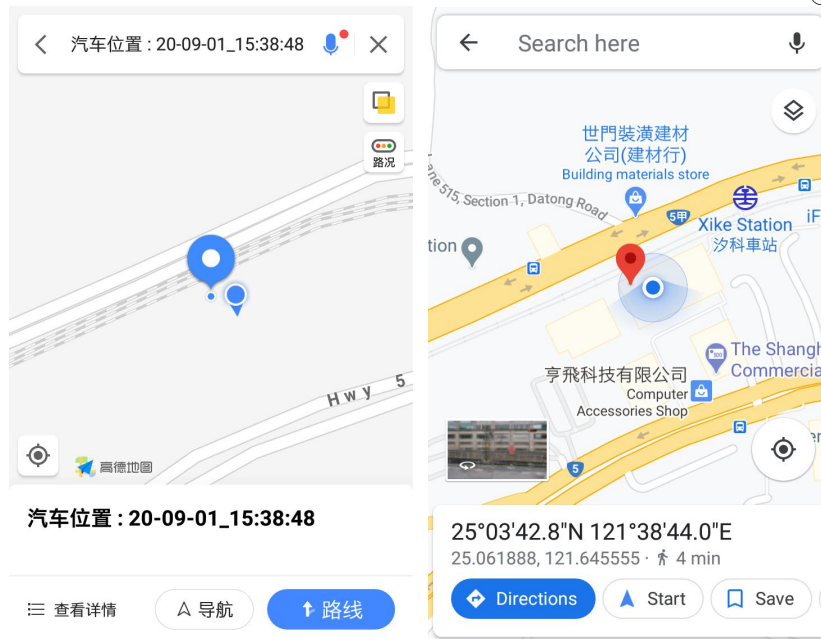 汽车位置 : 20-09-01_15:38:48
路况
Hwy 5
高德地图
汽车位置 : 20-09-01_15:38:48
查看详情
导航
路线
Search here
世門裝潢建材
公司(建材行)
Building materials store
ane 515, Section 1, Datong Road
5甲
Xike Station
汐科車站
iF
tion
The Shangh
Commercia
亨飛科技有限公司
Computer
Accessories Shop
5
25°03'42.8"N 121°38'44.0"E
25.061888, 121.645555 · 4 min
Directions
Start
Save